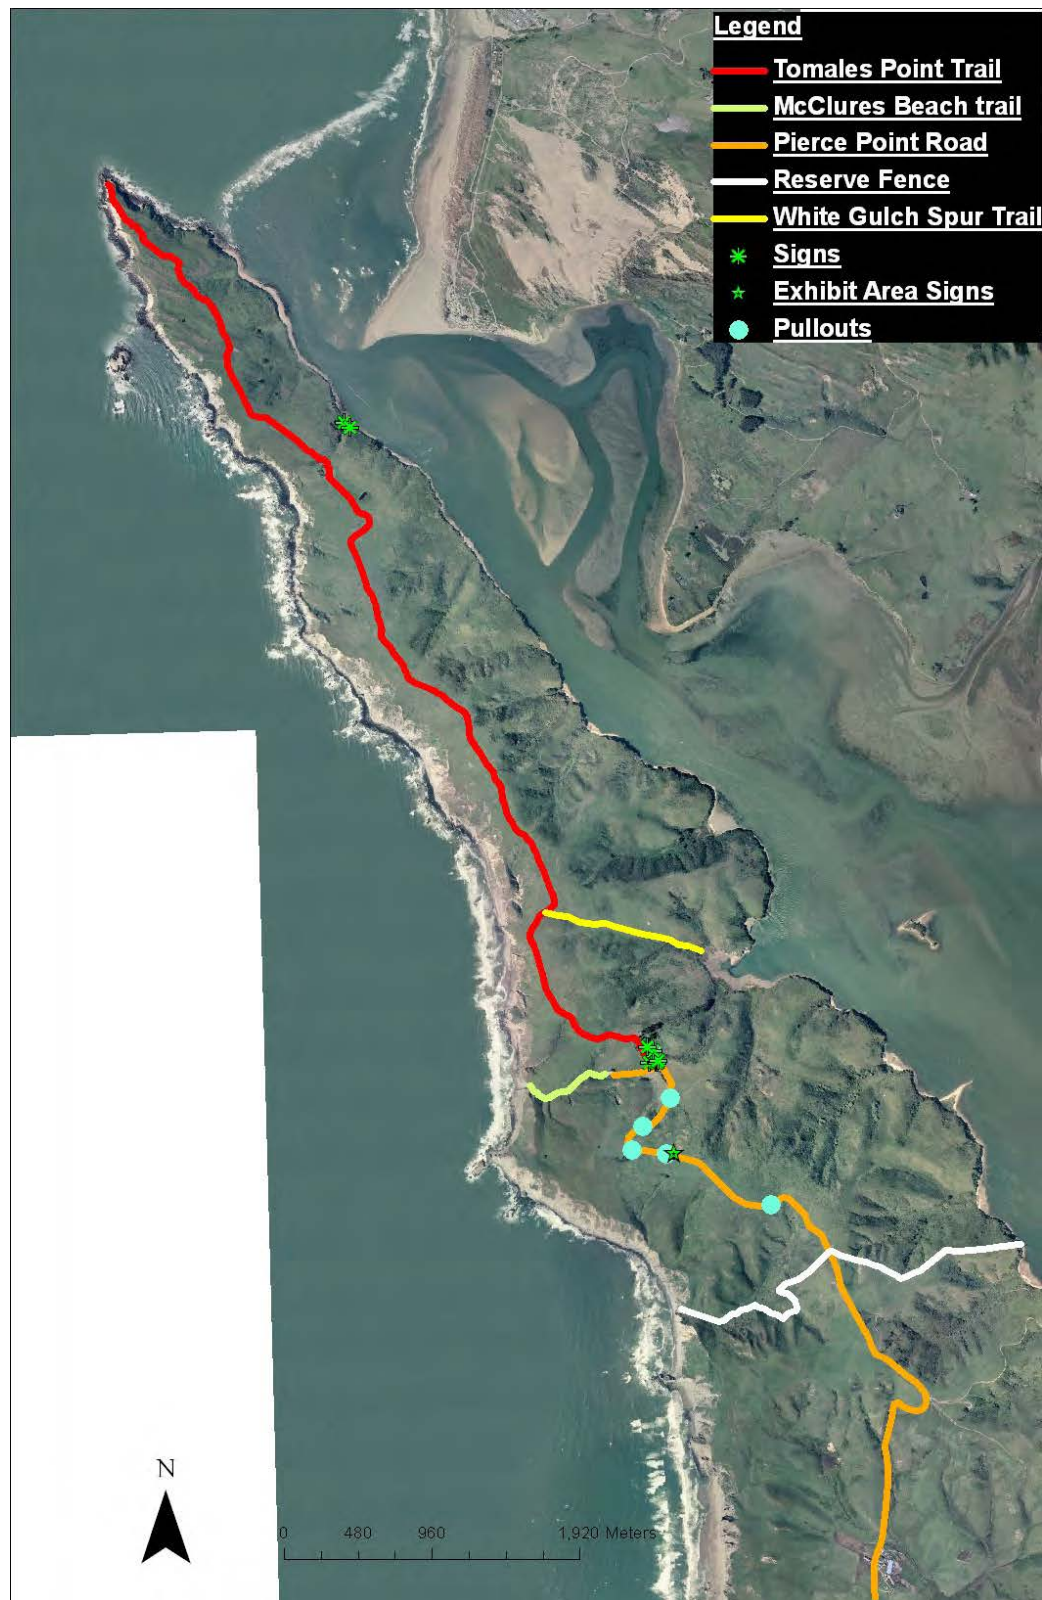 Legend
Tomales Point Trail
McClures Beach trail
Pierce Point Road
Reserve Fence
White Gulch Spur Trail
Signs
Exhibit Area Signs
Pullouts
N
0 480 960 1,920 Meters